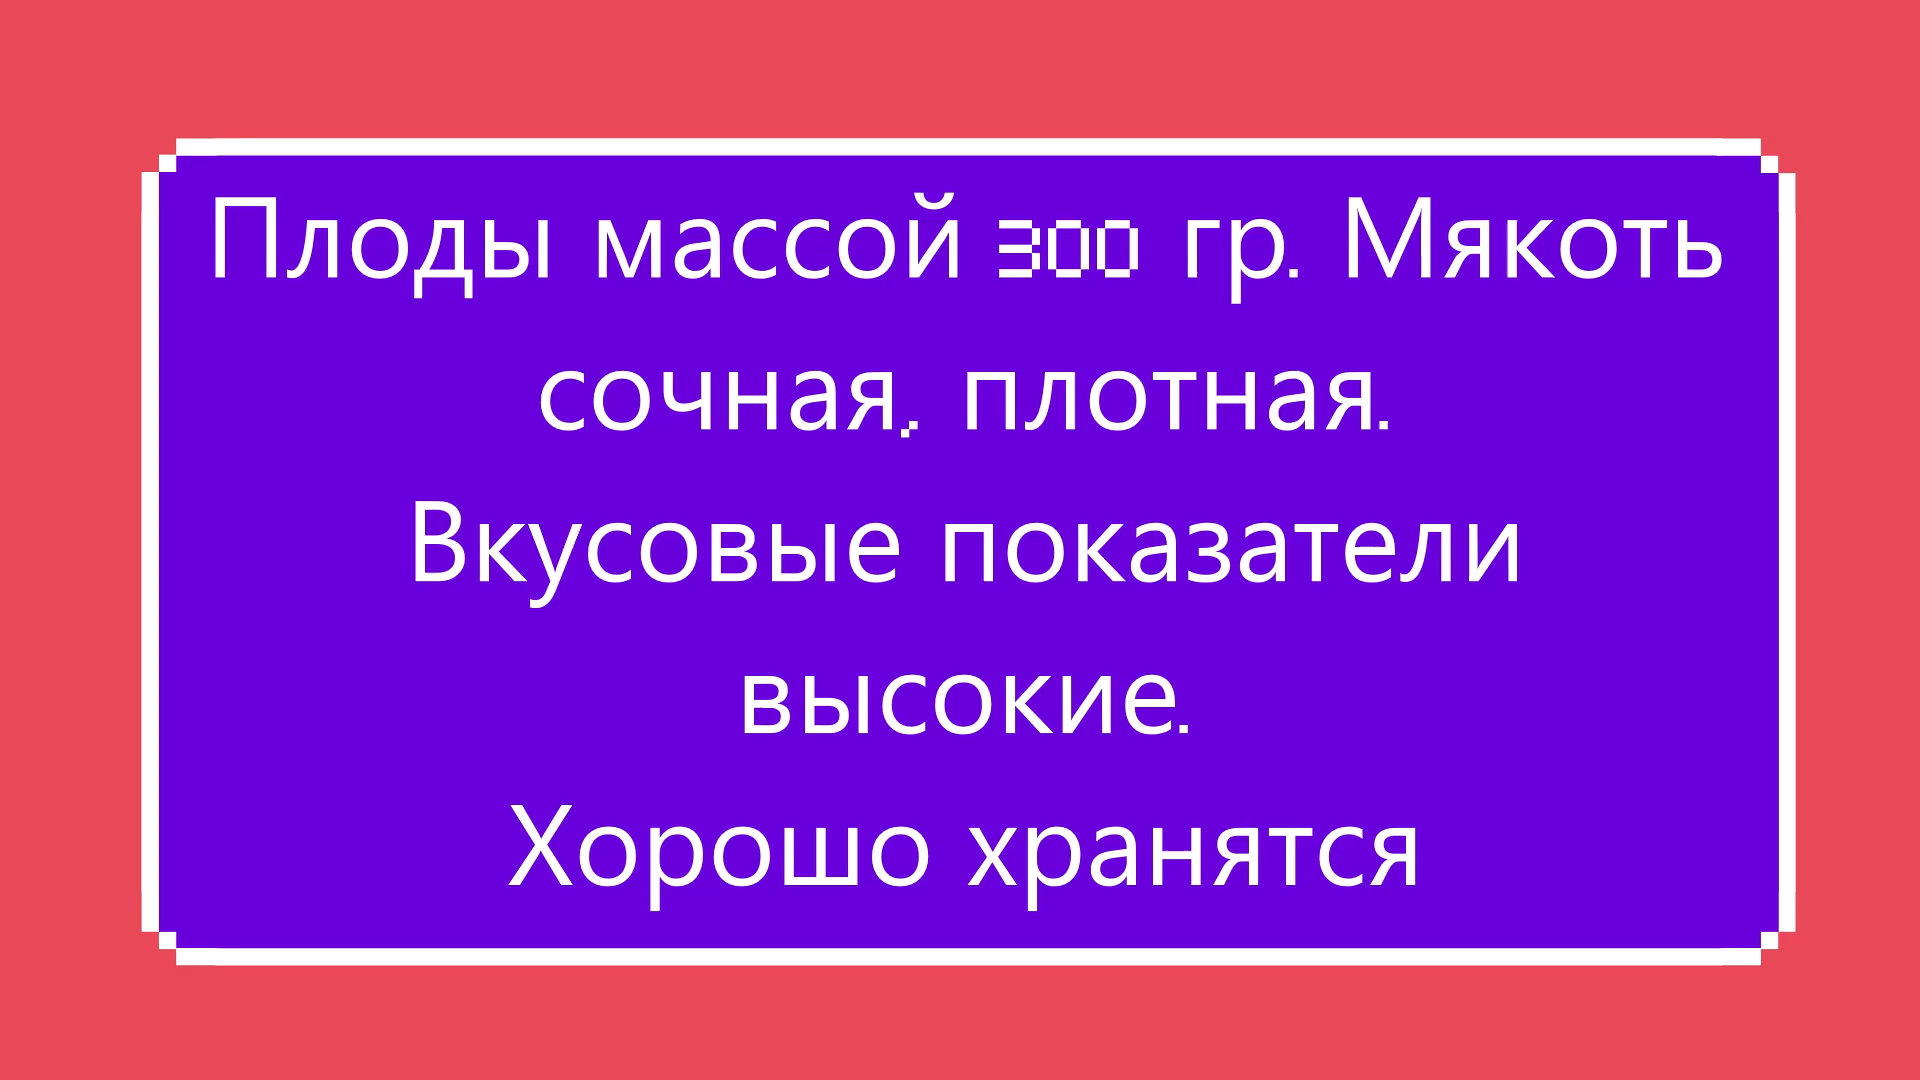 Плоды массой 300 гр. Мякоть
сочная, плотная.
Вкусовые показатели
высокие.
Хорошо хранятся